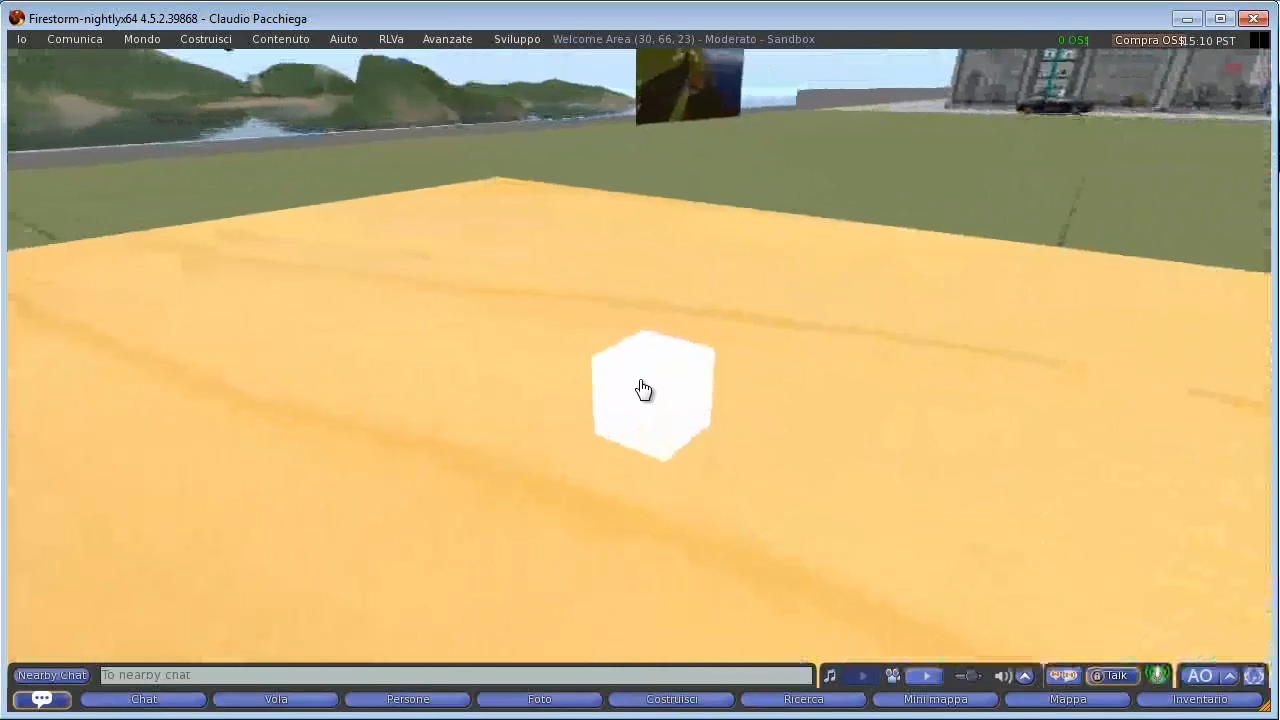 Firestorm-nightlyx64 4.5.2.39868 - Claudio Pacchiega
Io Comunica Mondo Costruisci Contenuto Aiuto RLVa Avanzate Sviluppo Welcome Area (30, 66, 23) - Moderato - Sandbox 0 OS$ Compra OS$ 15:10 PST
Nearby Chat To nearby chat Talk AO
Chat Vola Persone Foto Costruisci Ricerca Mini mappa Mappa Inventario